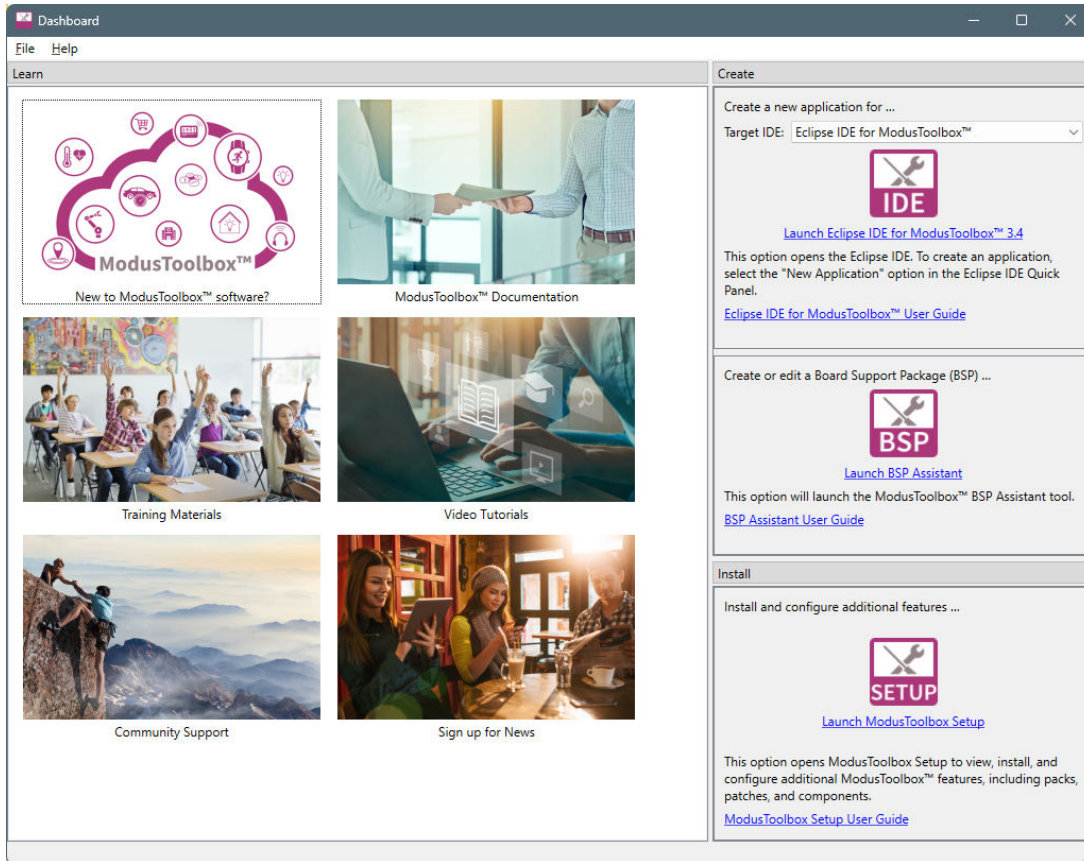 Dashboard
File Help
Learn
ModusToolbox™
New to ModusToolbox™ software?
ModusToolbox™ Documentation
Training Materials
Video Tutorials
Community Support
Sign up for News
Create
Create a new application for ...
Target IDE: Eclipse IDE for ModusToolbox™
IDE
Launch Eclipse IDE for ModusToolbox™ 3.4
This option opens the Eclipse IDE. To create an application,
select the "New Application" option in the Eclipse IDE Quick
Panel.
Eclipse IDE for ModusToolbox™ User Guide
Create or edit a Board Support Package (BSP) ...
BSP
Launch BSP Assistant
This option will launch the ModusToolbox™ BSP Assistant tool.
BSP Assistant User Guide
Install
Install and configure additional features ...
SETUP
Launch ModusToolbox Setup
This option opens ModusToolbox Setup to view, install, and
configure additional ModusToolbox™ features, including packs,
patches, and components.
ModusToolbox Setup User Guide